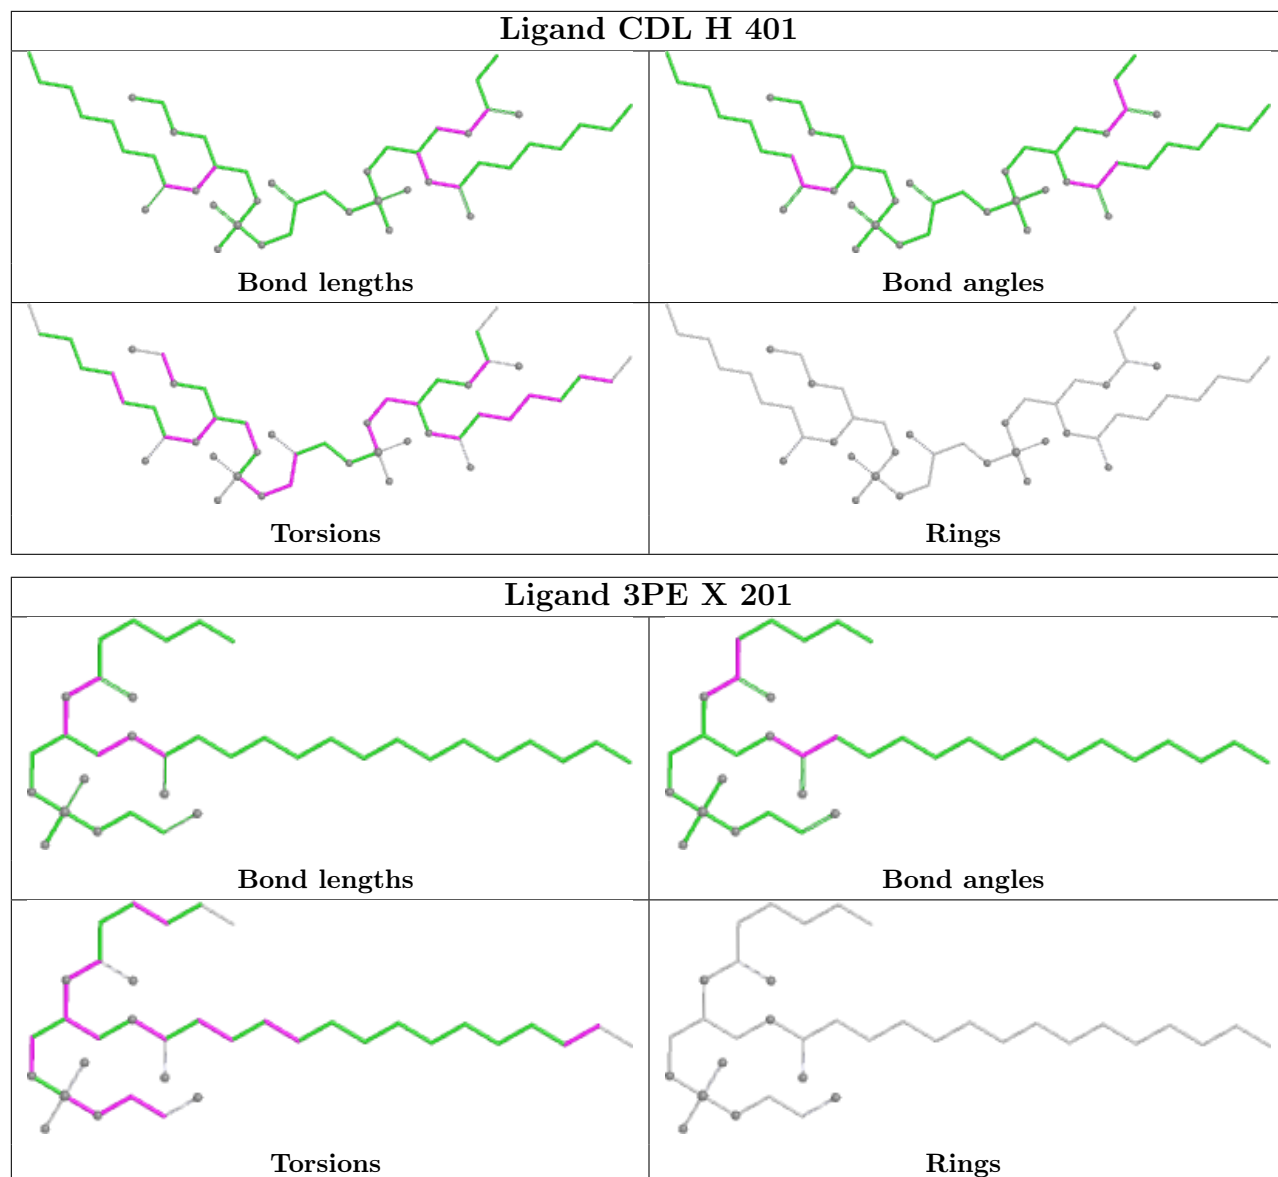 Ligand CDL H 401
Bond lengths
Bond angles
Torsions
Rings
Ligand 3PE X 201
Bond lengths
Bond angles
Torsions
Rings